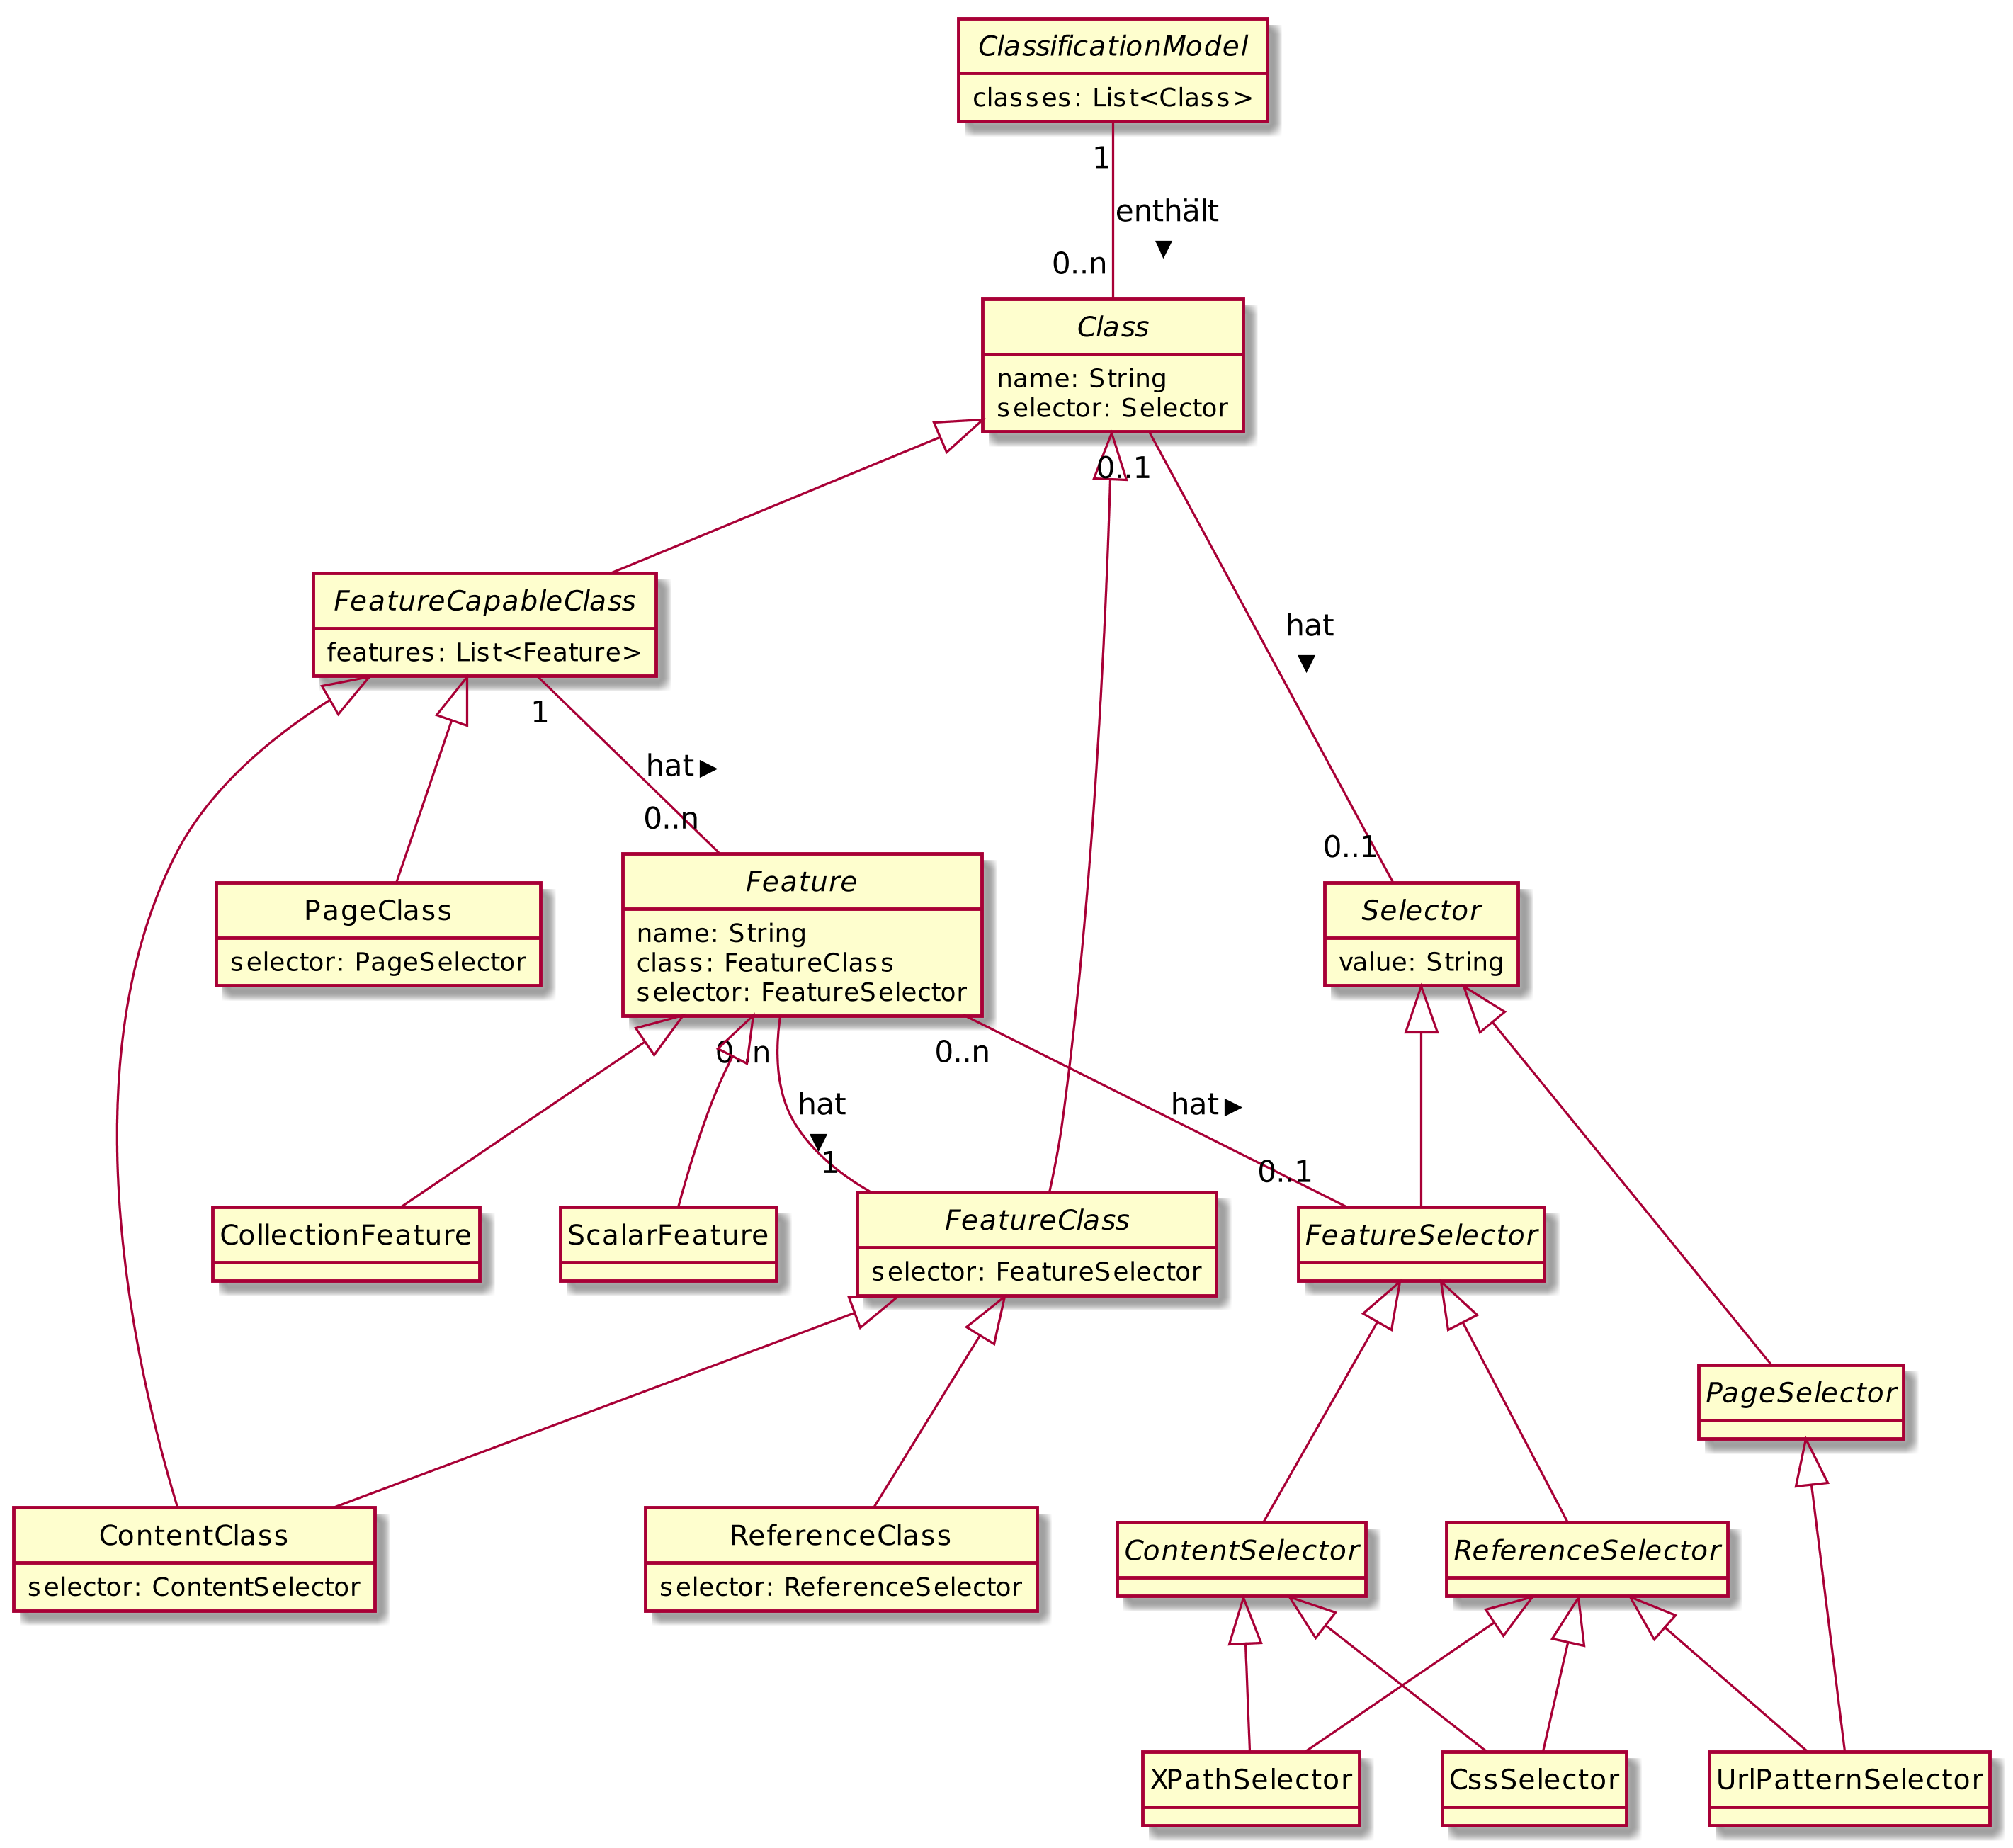 ClassificationModel
classes: List<Class>
1
enthält
▼
0..n
Class
name: String
selector: Selector
0..1
FeatureCapableClass
features: List<Feature>
hat
▼
1
hat ►
0..n
0..1
Feature
name: String
class: FeatureClass
selector: FeatureSelector
PageClass
selector: PageSelector
Selector
value: String
0..n
0..n
hat
▼
1
hat ►
0..1
CollectionFeature
ScalarFeature
FeatureClass
selector: FeatureSelector
FeatureSelector
PageSelector
ContentClass
selector: ContentSelector
ReferenceClass
selector: ReferenceSelector
ContentSelector
ReferenceSelector
XPathSelector
CssSelector
UrlPatternSelector